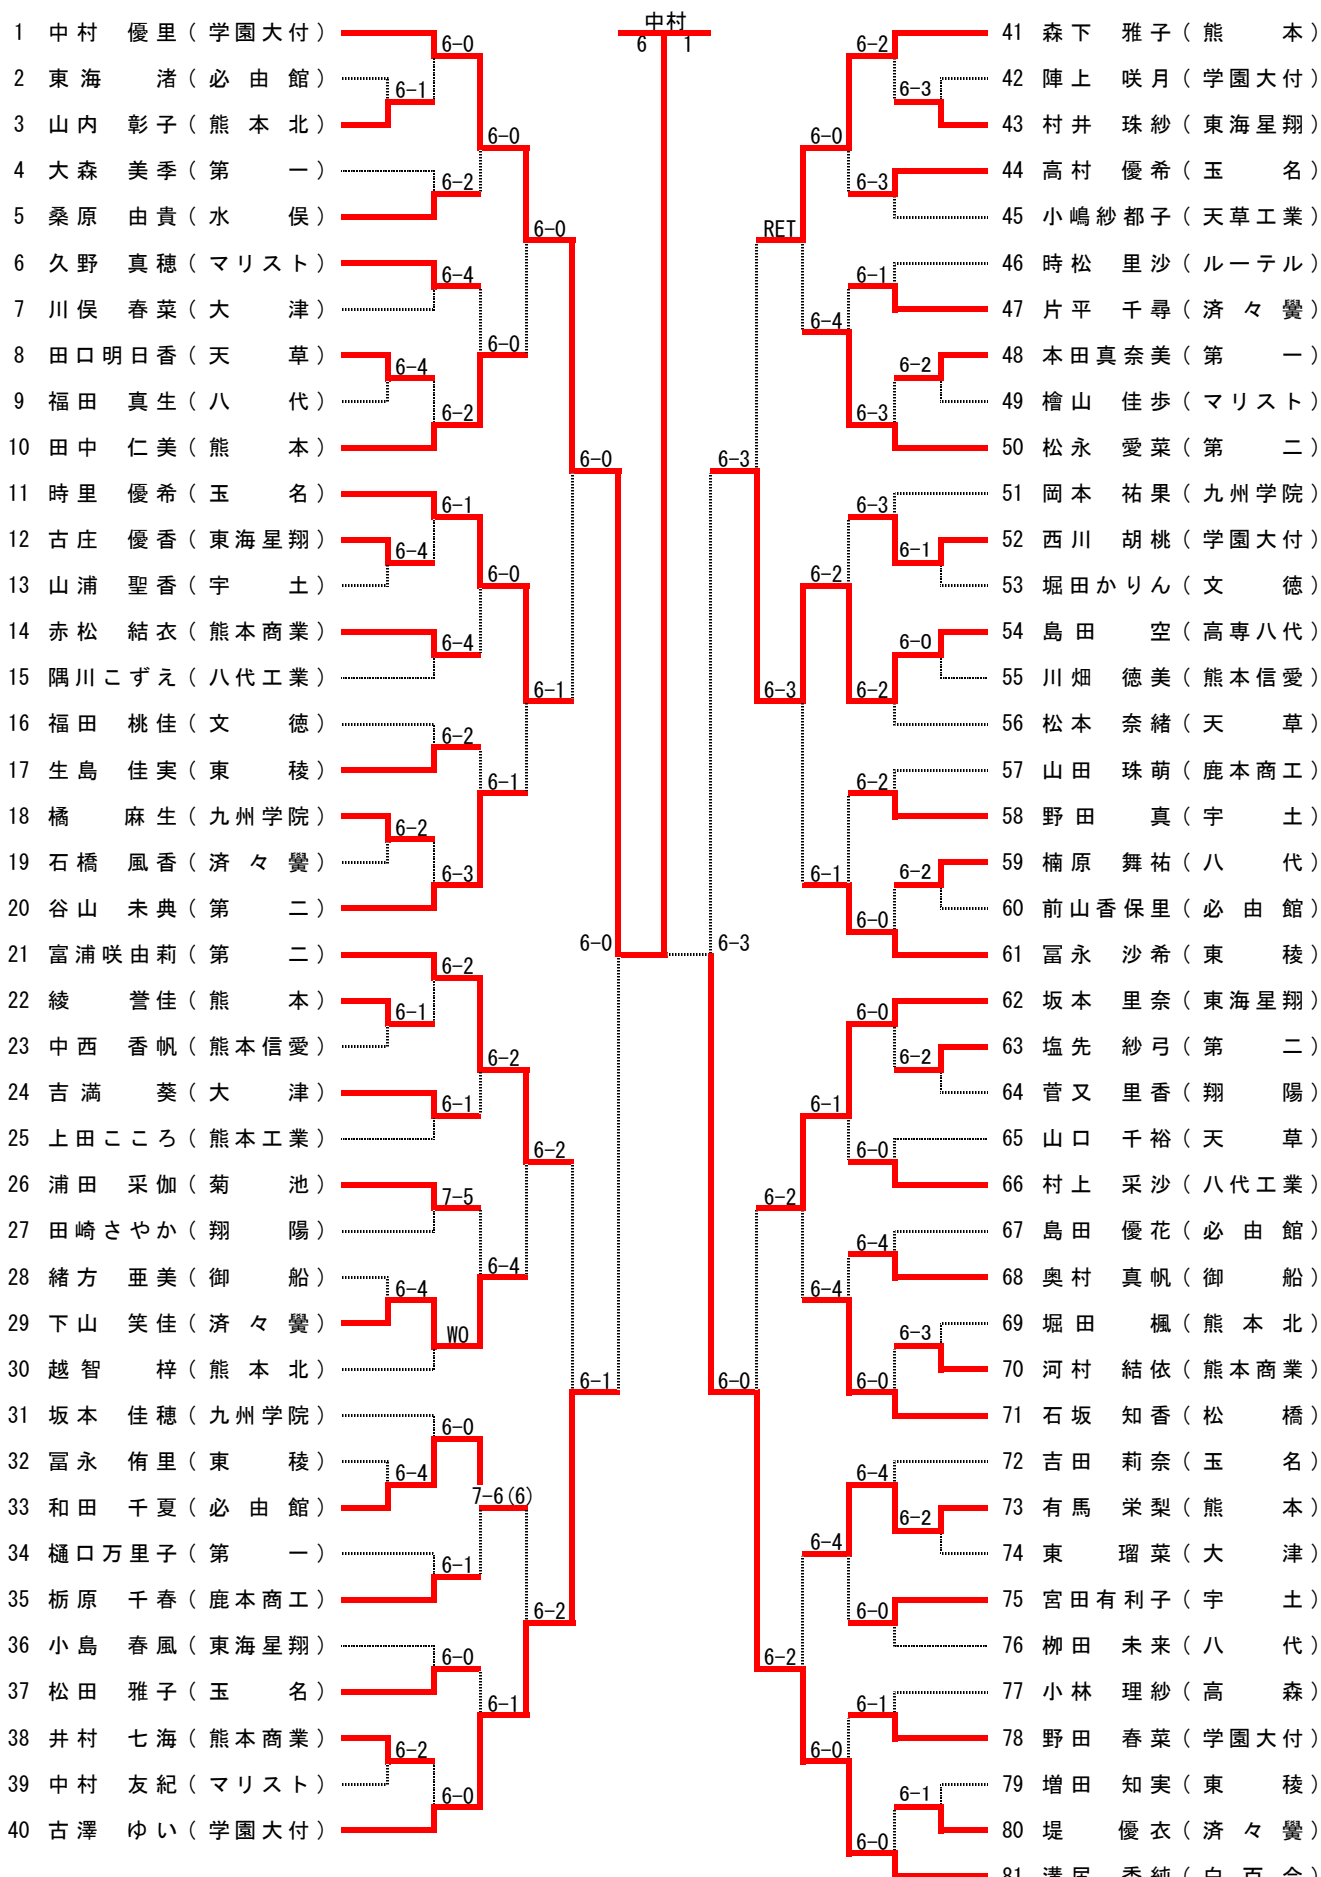 中村
6 1
1 中村 優里 (学園大付)
2 東海 渚 (必由館)
3 山内 彰子 (熊本北)
4 大森 美季 (第一)
5 桑原 由貴 (水俣)
6 久野 真穂 (マリスト)
7 川俣 春菜 (大津)
8 田口明日香 (天草)
9 福田 真生 (八代)
10 田中 仁美 (熊本)
11 時里 優希 (玉名)
12 古庄 優香 (東海星翔)
13 山浦 聖香 (宇土)
14 赤松 結衣 (熊本商業)
15 隈川こずえ (八代工業)
16 福田 桃佳 (文徳)
17 生島 佳実 (東稜)
18 橘 麻生 (九州学院)
19 石橋 風香 (済々黌)
20 谷山 未典 (第二)
21 富浦咲由莉 (第二)
22 綾 誉佳 (熊本)
23 中西 香帆 (熊本信愛)
24 吉満 葵 (大津)
25 上田こころ (熊本工業)
26 浦田 采伽 (菊池)
27 田崎さやか (翔陽)
28 緒方 亜美 (御船)
29 下山 笑佳 (済々黌)
30 越智 梓 (熊本北)
31 坂本 佳穂 (九州学院)
32 冨永 侑里 (東稜)
33 和田 千夏 (必由館)
34 樋口万里子 (第一)
35 栃原 千春 (鹿本商工)
36 小島 春風 (東海星翔)
37 松田 雅子 (玉名)
38 井村 七海 (熊本商業)
39 中村 友紀 (マリスト)
40 古澤 ゆい (学園大付)
6-0
6-1
6-0
6-2
6-0
6-4
6-0
6-4
6-2
6-0
6-1
6-4
6-0
6-4
6-1
6-2
6-1
6-2
6-3
6-0
6-2
6-1
6-2
6-1
6-2
7-5
6-4
6-4
WO
6-1
6-0
6-4
7-6(6)
6-1
6-2
6-0
6-1
6-2
6-0
41 森下 雅子 (熊本)
42 陣上 咲月 (学園大付)
43 村井 珠紗 (東海星翔)
44 高村 優希 (玉名)
45 小嶋紗都子 (天草工業)
46 時松 里沙 (ルーテル)
47 片平 千尋 (済々黌)
48 本田真奈美 (第一)
49 檜山 佳歩 (マリスト)
50 松永 愛菜 (第二)
51 岡本 祐果 (九州学院)
52 西川 胡桃 (学園大付)
53 堀田かりん (文徳)
54 島田 空 (高専八代)
55 川畑 徳美 (熊本信愛)
56 松本 奈緒 (天草)
57 山田 珠萌 (鹿本商工)
58 野田 真 (宇土)
59 楠原 舞祐 (八代)
60 前山香保里 (必由館)
61 冨永 沙希 (東稜)
62 坂本 里奈 (東海星翔)
63 塩先 紗弓 (第二)
64 菅又 里香 (翔陽)
65 山口 千裕 (天草)
66 村上 采沙 (八代工業)
67 島田 優花 (必由館)
68 奥村 真帆 (御船)
69 堀田 楓 (熊本北)
70 河村 結依 (熊本商業)
71 石坂 知香 (松橋)
72 吉田 莉奈 (玉名)
73 有馬 栄梨 (熊本)
74 東 瑠菜 (大津)
75 宮田有利子 (宇土)
76 栁田 未来 (八代)
77 小林 理紗 (高森)
78 野田 春菜 (学園大付)
79 増田 知実 (東稜)
80 堤 優衣 (済々黌)
6-2
6-3
6-0
6-3
RET
6-1
6-4
6-2
6-3
6-3
6-3
6-1
6-2
6-0
6-2
6-3
6-2
6-1
6-2
6-0
6-3
6-0
6-2
6-1
6-0
6-2
6-4
6-4
6-3
6-0
6-0
6-4
6-2
6-4
6-0
6-2
6-1
6-0
6-1
6-0